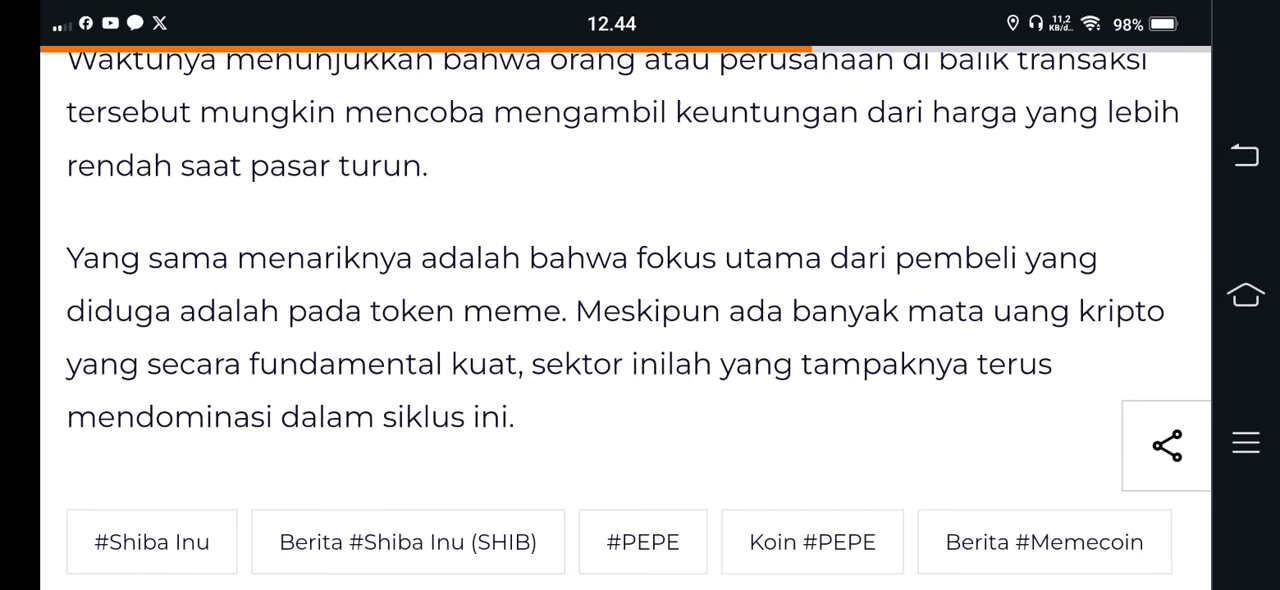 12.44
11,2
KB/d...
98%
Waktunya menunjukkan bahwa orang atau perusahaan di balik transaksi
tersebut mungkin mencoba mengambil keuntungan dari harga yang lebih
rendah saat pasar turun.
Yang sama menariknya adalah bahwa fokus utama dari pembeli yang
diduga adalah pada token meme. Meskipun ada banyak mata uang kripto
yang secara fundamental kuat, sektor inilah yang tampaknya terus
mendominasi dalam siklus ini.
#Shiba Inu
Berita #Shiba Inu (SHIB)
#PEPE
Koin #PEPE
Berita #Memecoin